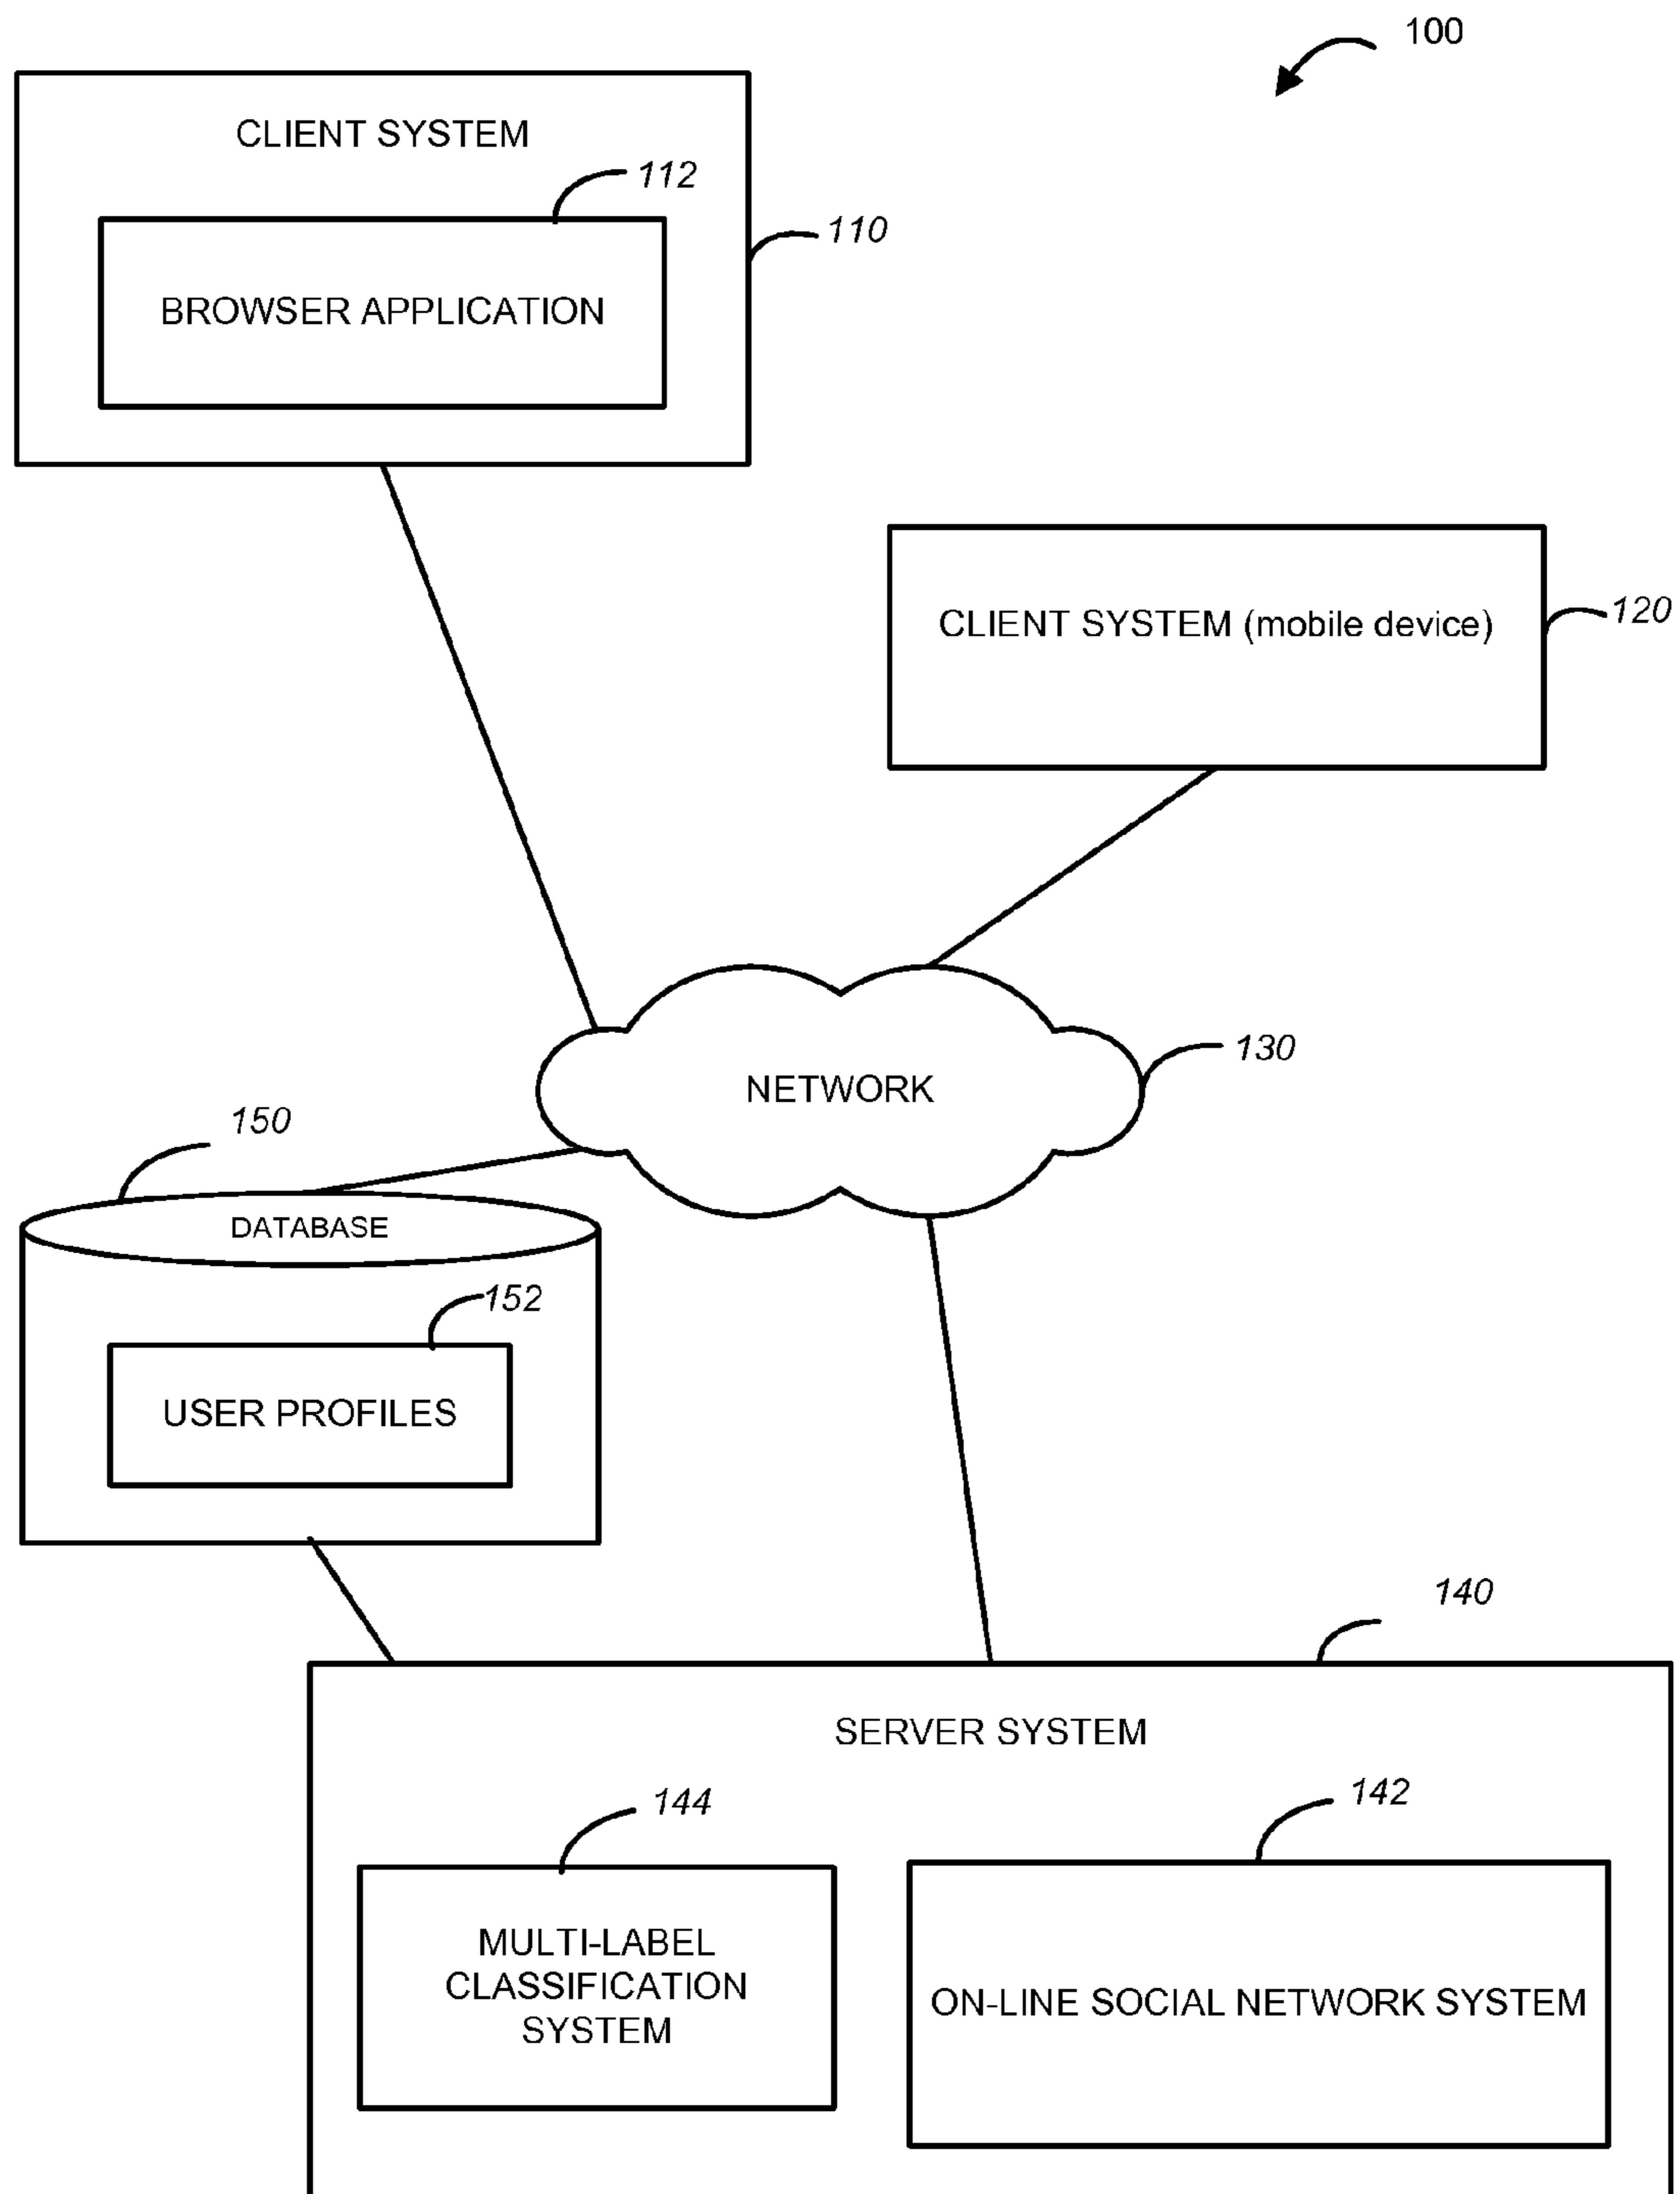 100
CLIENT SYSTEM
112
110
BROWSER APPLICATION
120
CLIENT SYSTEM (mobile device)
130
NETWORK
150
DATABASE
152
USER PROFILES
140
SERVER SYSTEM
144
142
MULTI-LABEL
CLASSIFICATION
SYSTEM
ON-LINE SOCIAL NETWORK SYSTEM